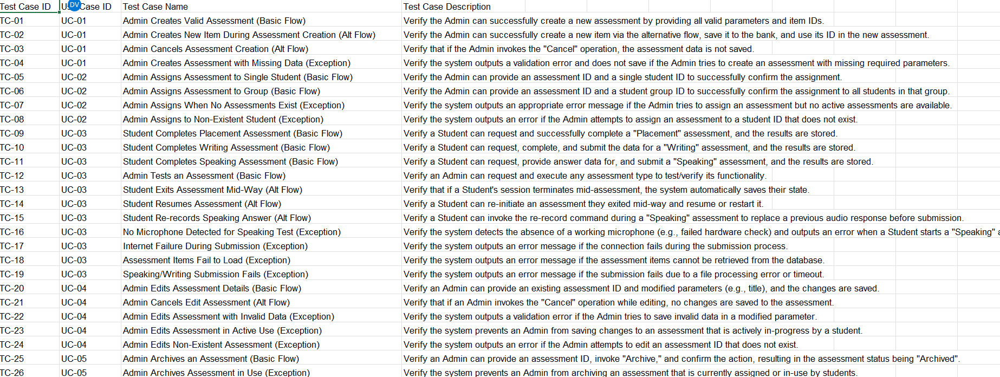 Test Case ID Us Case ID Test Case Name Test Case Description
DV
TC-01 UC-01 Admin Creates Valid Assessment (Basic Flow) Verify the Admin can successfully create a new assessment by providing all valid parameters and item IDs.
TC-02 UC-01 Admin Creates New Item During Assessment Creation (Alt Flow) Verify the Admin can successfully create a new item via the alternative flow, save it to the bank, and use its ID in the new assessment.
TC-03 UC-01 Admin Cancels Assessment Creation (Alt Flow) Verify that if the Admin invokes the "Cancel" operation, the assessment data is not saved.
TC-04 UC-01 Admin Creates Assessment with Missing Data (Exception) Verify the system outputs a validation error and does not save if the Admin tries to create an assessment with missing required parameters.
TC-05 UC-02 Admin Assigns Assessment to Single Student (Basic Flow) Verify the Admin can provide an assessment ID and a single student ID to successfully confirm the assignment.
TC-06 UC-02 Admin Assigns Assessment to Group (Basic Flow) Verify the Admin can provide an assessment ID and a student group ID to successfully confirm the assignment to all students in that group.
TC-07 UC-02 Admin Assigns When No Assessments Exist (Exception) Verify the system outputs an appropriate error message if the Admin tries to assign an assessment but no active assessments are available.
TC-08 UC-02 Admin Assigns to Non-Existent Student (Exception) Verify the system outputs an error if the Admin attempts to assign an assessment to a student ID that does not exist.
TC-09 UC-03 Student Completes Placement Assessment (Basic Flow) Verify a Student can request and successfully complete a "Placement" assessment, and the results are stored.
TC-10 UC-03 Student Completes Writing Assessment (Basic Flow) Verify a Student can request, complete, and submit the data for a "Writing" assessment, and the results are stored.
TC-11 UC-03 Student Completes Speaking Assessment (Basic Flow) Verify a Student can request, provide answer data for, and submit a "Speaking" assessment, and the results are stored.
TC-12 UC-03 Admin Tests an Assessment (Basic Flow) Verify an Admin can request and execute any assessment type to test/verify its functionality.
TC-13 UC-03 Student Exits Assessment Mid-Way (Alt Flow) Verify that if a Student's session terminates mid-assessment, the system automatically saves their state.
TC-14 UC-03 Student Resumes Assessment (Alt Flow) Verify a Student can re-initiate an assessment they exited mid-way and resume or restart it.
TC-15 UC-03 Student Re-records Speaking Answer (Alt Flow) Verify a Student can invoke the re-record command during a "Speaking" assessment to replace a previous audio response before submission.
TC-16 UC-03 No Microphone Detected for Speaking Test (Exception) Verify the system detects the absence of a working microphone (e.g., failed hardware check) and outputs an error when a Student starts a "Speaking"
TC-17 UC-03 Internet Failure During Submission (Exception) Verify the system outputs an error message if the connection fails during the submission process.
TC-18 UC-03 Assessment Items Fail to Load (Exception) Verify the system outputs an error message if the assessment items cannot be retrieved from the database.
TC-19 UC-03 Speaking/Writing Submission Fails (Exception) Verify the system outputs an error message if the submission fails due to a file processing error or timeout.
TC-20 UC-04 Admin Edits Assessment Details (Basic Flow) Verify an Admin can provide an existing assessment ID and modified parameters (e.g., title), and the changes are saved.
TC-21 UC-04 Admin Cancels Edit Assessment (Alt Flow) Verify that if an Admin invokes the "Cancel" operation while editing, no changes are saved to the assessment.
TC-22 UC-04 Admin Edits Assessment with Invalid Data (Exception) Verify the system outputs a validation error if the Admin tries to save invalid data in a modified parameter.
TC-23 UC-04 Admin Edits Assessment in Active Use (Exception) Verify the system prevents an Admin from saving changes to an assessment that is actively in-progress by a student.
TC-24 UC-04 Admin Edits Non-Existent Assessment (Exception) Verify the system outputs an error if the Admin attempts to edit an assessment ID that does not exist.
TC-25 UC-05 Admin Archives an Assessment (Basic Flow) Verify an Admin can provide an assessment ID, invoke "Archive," and confirm the action, resulting in the assessment status being "Archived".
TC-26 UC-05 Admin Archives Assessment in Use (Exception) Verify the system prevents an Admin from archiving an assessment that is currently assigned or in-use by students.